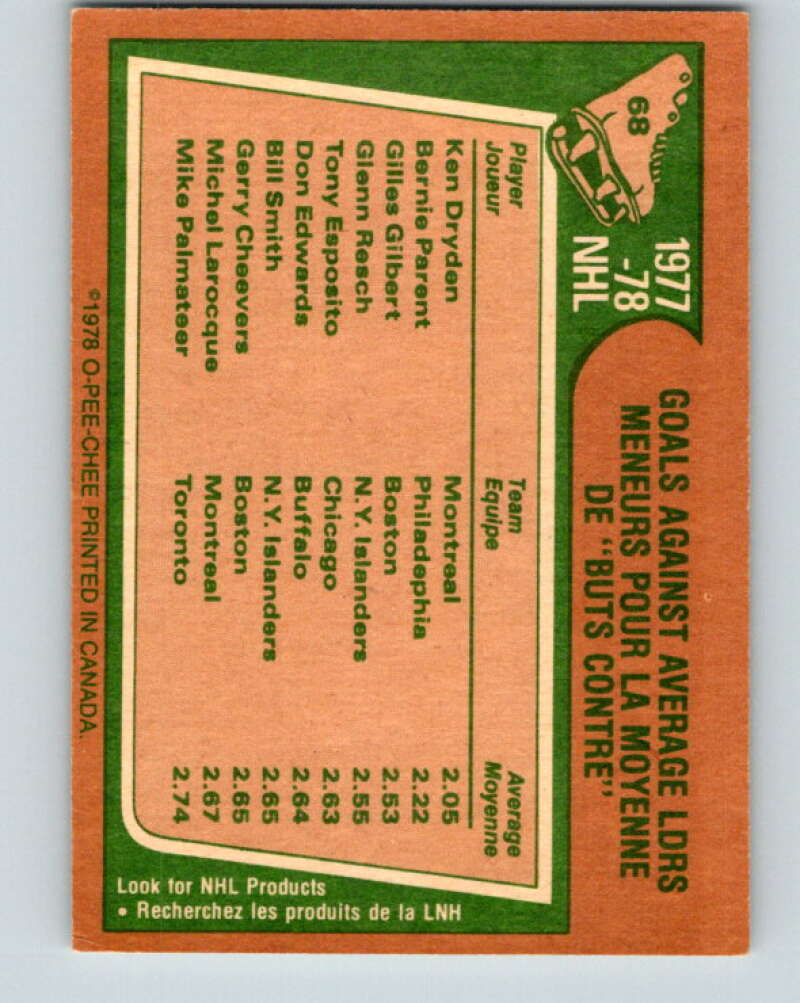 68
1977
-78
NHL
GOALS AGAINST AVERAGE LDRS
MENEURS POUR LA MOYENNE
DE "BUTS CONTRE"
Player Team Average
Joueur Equipe Moyenne
Ken Dryden Montreal 2.05
Bernie Parent Philadephia 2.22
Gilles Gilbert Boston 2.53
Glenn Resch N.Y. Islanders 2.55
Tony Esposito Chicago 2.63
Don Edwards Buffalo 2.64
Bill Smith N.Y. Islanders 2.65
Gerry Cheevers Boston 2.65
Michel Larocque Montreal 2.67
Mike Palmateer Toronto 2.74
Look for NHL Products
• Recherchez les produits de la LNH
©1978 O-PEE-CHEE PRINTED IN CANADA.